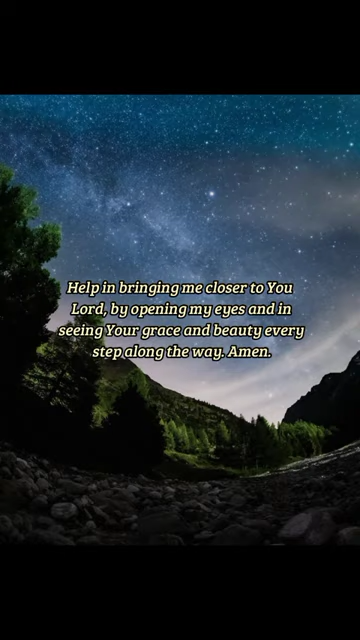 Help in bringing me closer to You
Lord, by opening my eyes and in
seeing Your grace and beauty every
step along the way. Amen.